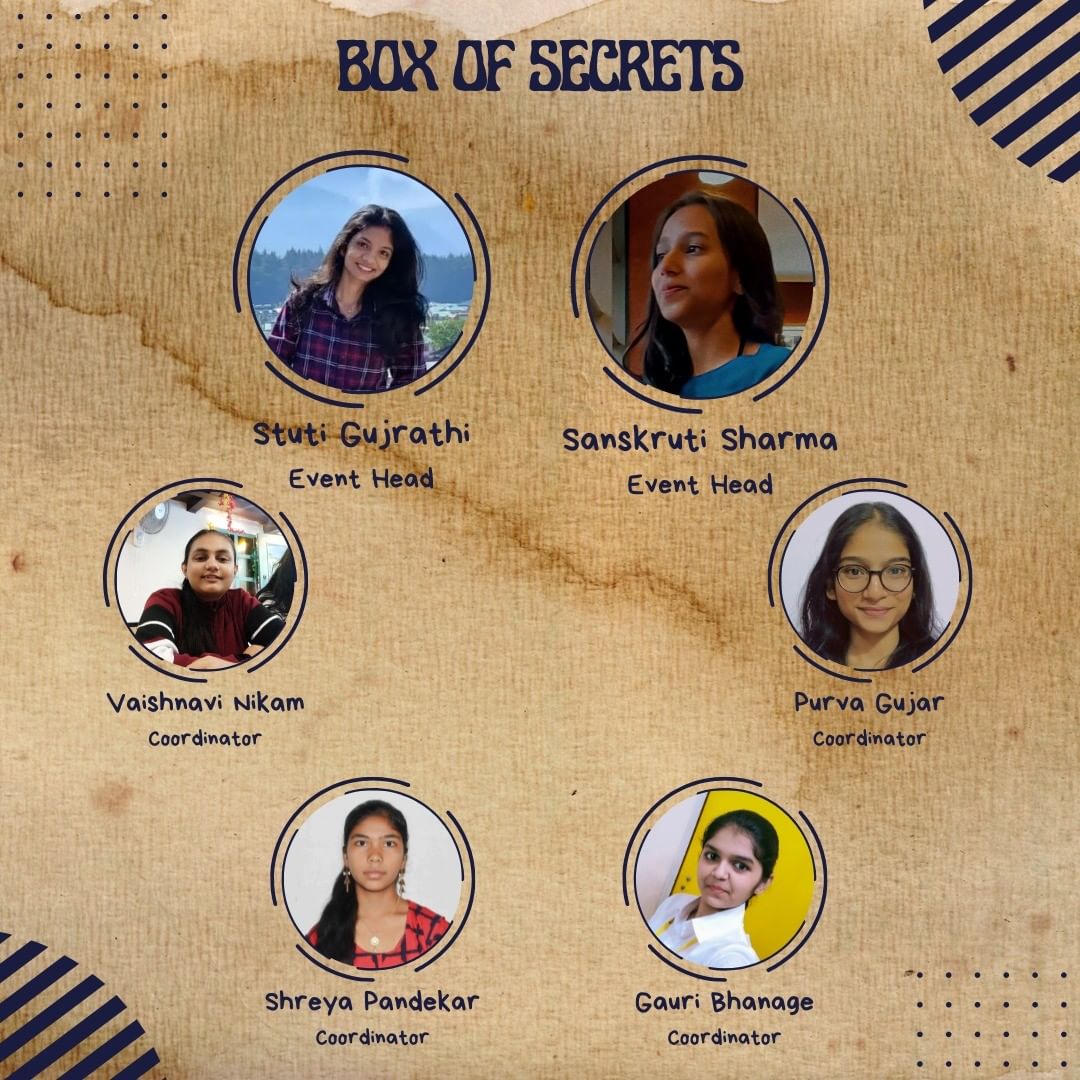 BOX OF SECRETS
Stuti Gujrathi
Event Head
Sanskruti Sharma
Event Head
Vaishnavi Nikam
Coordinator
Purva Gujar
Coordinator
Shreya Pandekar
Coordinator
Gauri Bhanage
Coordinator